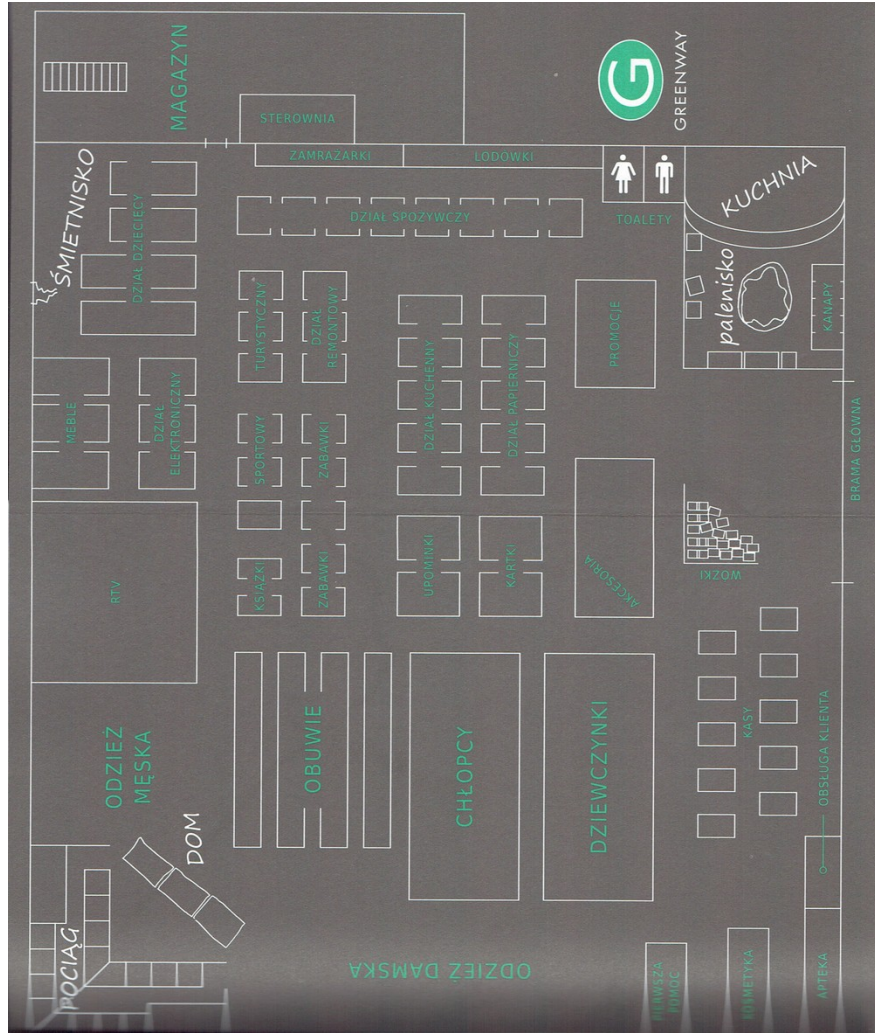 MAGAZYN
G
GREENWAY
STEROWNIA
ZAMRAZARKI
LODOWKI
ŚMIETNISKO
DZIAŁ DZIECIĘCY
DZIAŁ SPOŻYWCZY
TOALETY
KUCHNIA
palenisko
KANAPY
TURYSTYCZNY
DZIAŁ
REMONTOWY
PROMOCJE
MEBLE
DZIAŁ
ELEKTRONICZNY
SPORTOWY
ZABAWKI
DZIAŁ KUCHENNY
DZIAŁ PAPIERNICZY
BRAMA GŁÓWNA
RTV
KSIĄŻKI
ZABAWKI
UPOMINKI
KARTKI
AKCESORIA
WÓZKI
ODZIEŻ
MĘSKA
OBUWIE
CHŁOPCY
DZIEWCZYNKI
KASY
OBSŁUGA KLIENTA
DOM
POCIĄG
ODZIEŻ DAMSKA
PIERWSZA
POMOC
KOSMETYKA
APTEKA